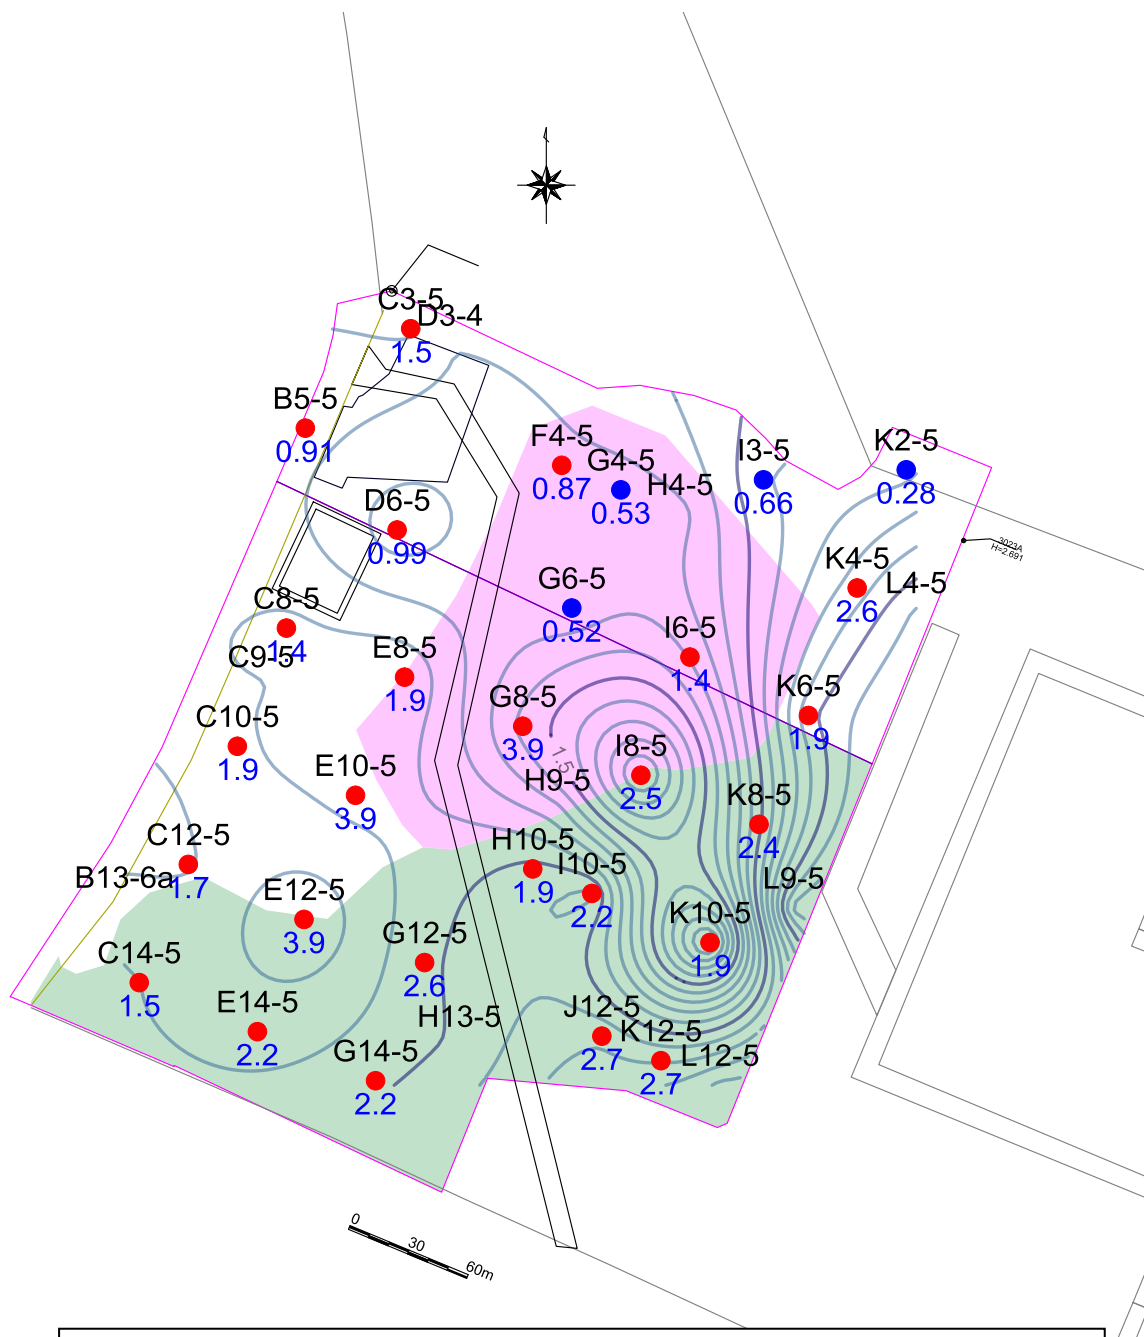 C3-5
D3-4
1.5
B5-5
0.91
F4-5
0.87
G4-5
0.53
H4-5
I3-5
0.66
K2-5
0.28
D6-5
0.99
3023A
H=2.691
K4-5
2.6
L4-5
G6-5
0.52
C8-5
1.4
C9-5
E8-5
1.9
I6-5
1.4
K6-5
1.9
G8-5
3.9
1.5
C10-5
1.9
E10-5
3.9
I8-5
2.5
H9-5
K8-5
2.4
C12-5
1.7
B13-6a
H10-5
1.9
I10-5
2.2
L9-5
E12-5
3.9
K10-5
1.9
G12-5
2.6
C14-5
1.5
E14-5
2.2
H13-5
J12-5
2.7
K12-5
2.7
L12-5
G14-5
2.2
0
30
60m